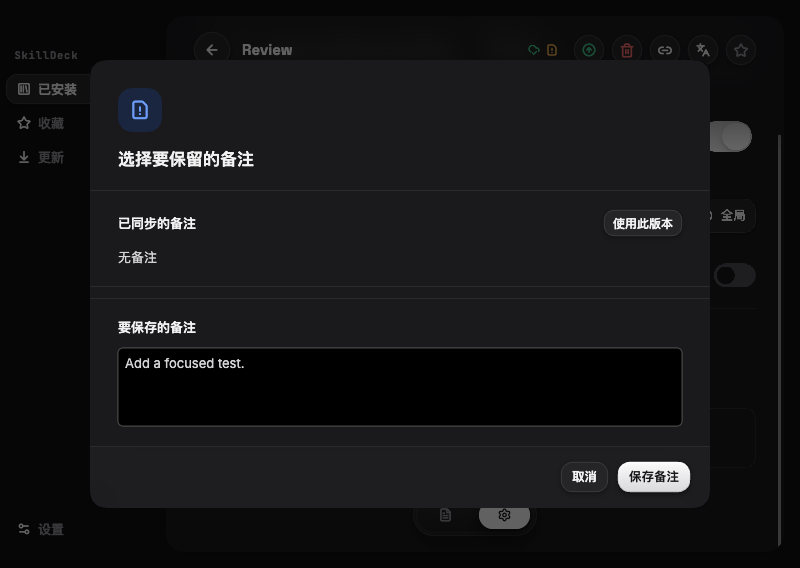 SkillDeck
Review
已安装
收藏
更新
选择要保留的备注
已同步的备注
使用此版本
全局
无备注
要保存的备注
Add a focused test.
取消
保存备注
设置